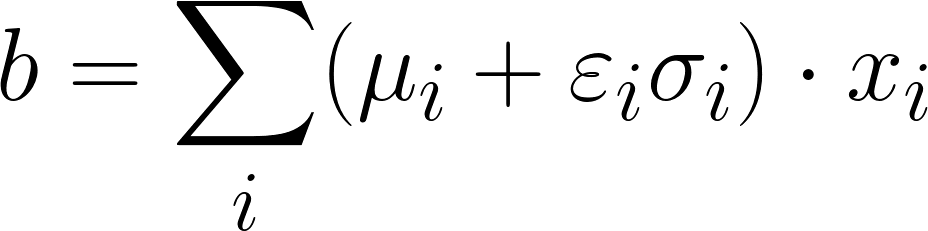 b = ∑_i (μ_i + ε_i σ_i) · x_i